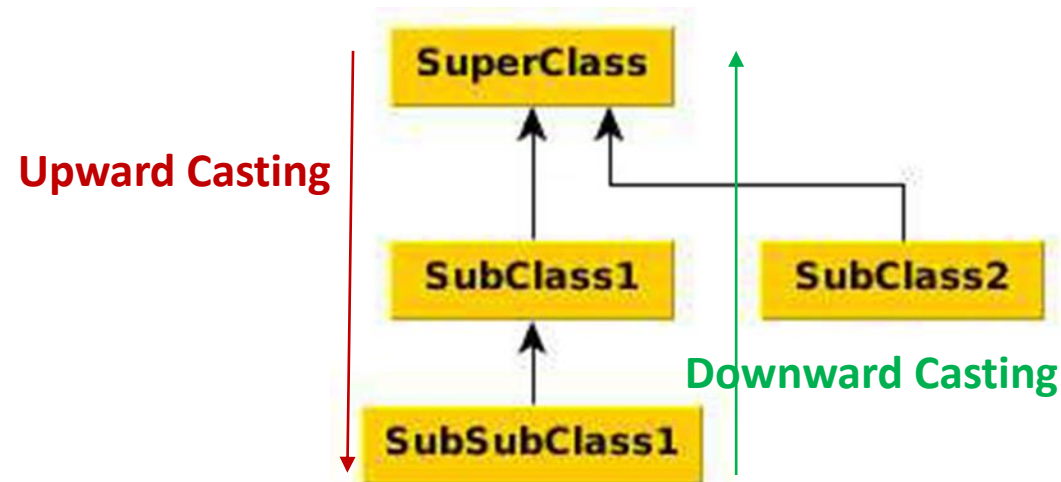 SuperClass
Upward Casting
SubClass1
SubClass2
Downward Casting
SubSubClass1